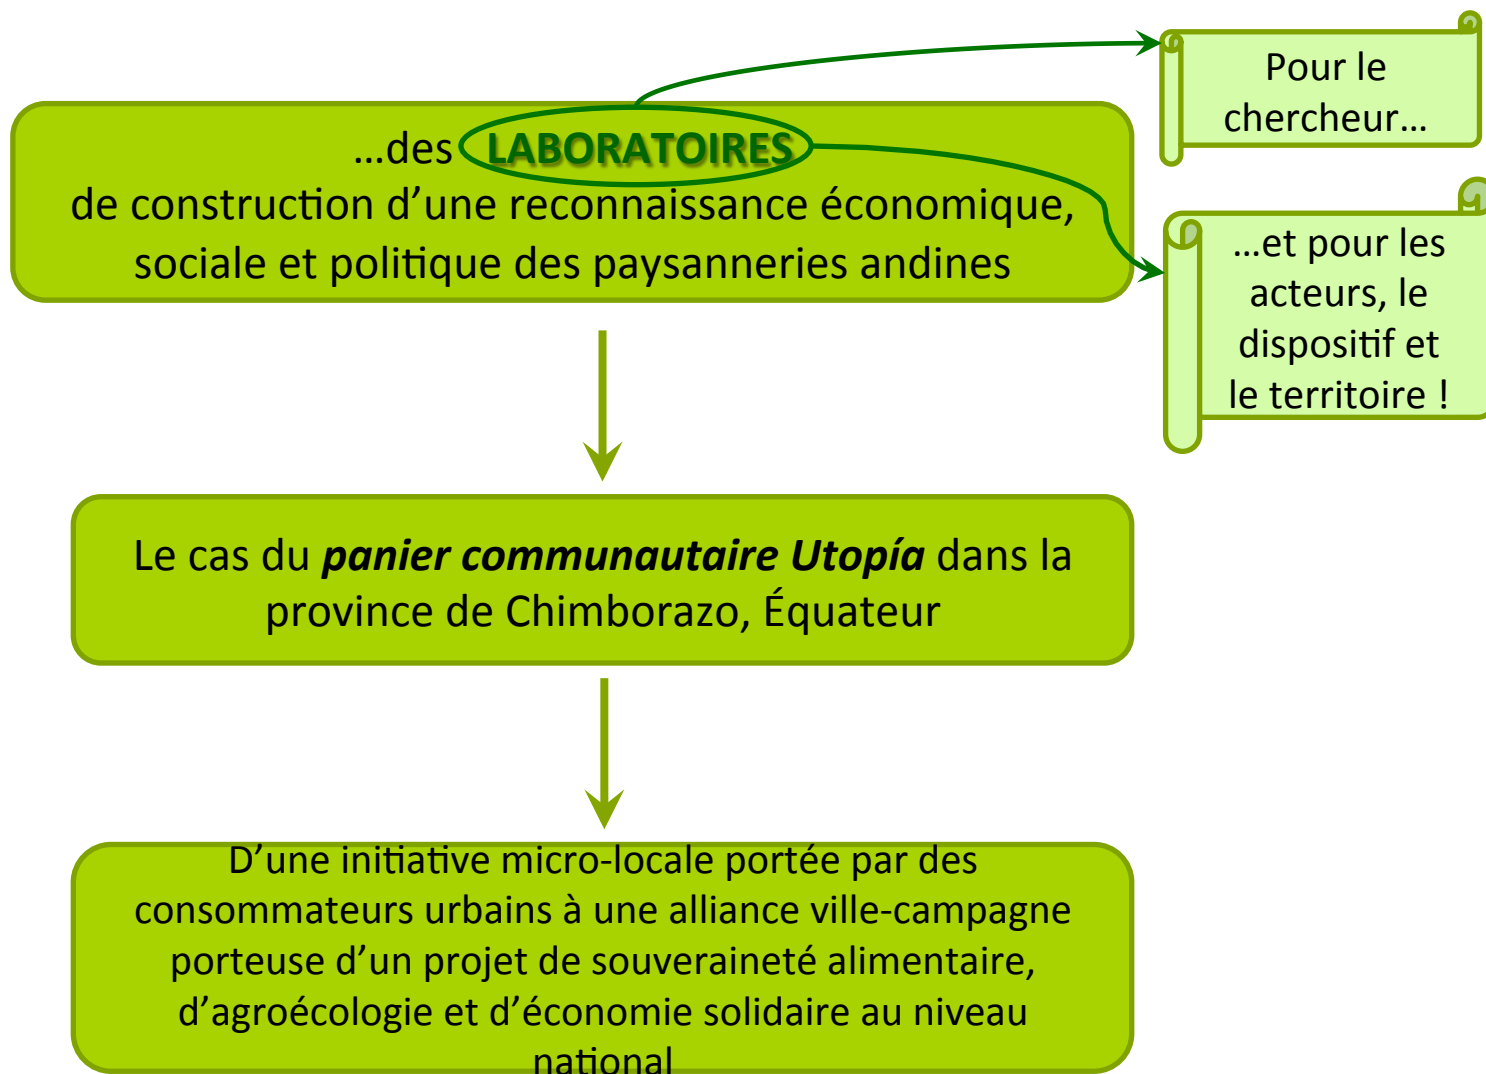 Pour le
chercheur…
…des LABORATOIRES
de construction d’une reconnaissance économique,
sociale et politique des paysanneries andines
…et pour les
acteurs, le
dispositif et
le territoire !
Le cas du panier communautaire Utopía dans la
province de Chimborazo, Équateur
D’une initiative micro-locale portée par des
consommateurs urbains à une alliance ville-campagne
porteuse d’un projet de souveraineté alimentaire,
d’agroécologie et d’économie solidaire au niveau
national